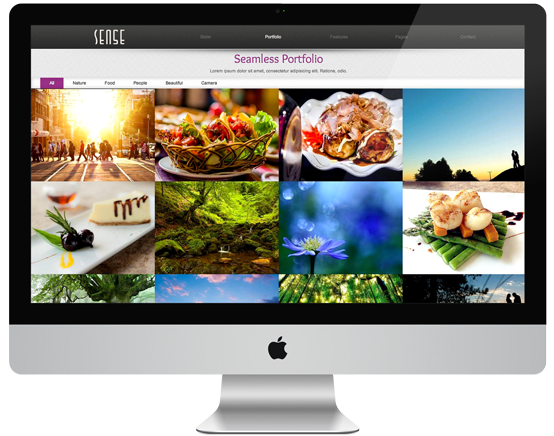 SENSE
Slider Portfolio Features Pages Contact
Seamless Portfolio
Lorem ipsum dolor sit amet, consectetur adipisicing elit. Ratione, odio.
All Nature Food People Beautiful Camera